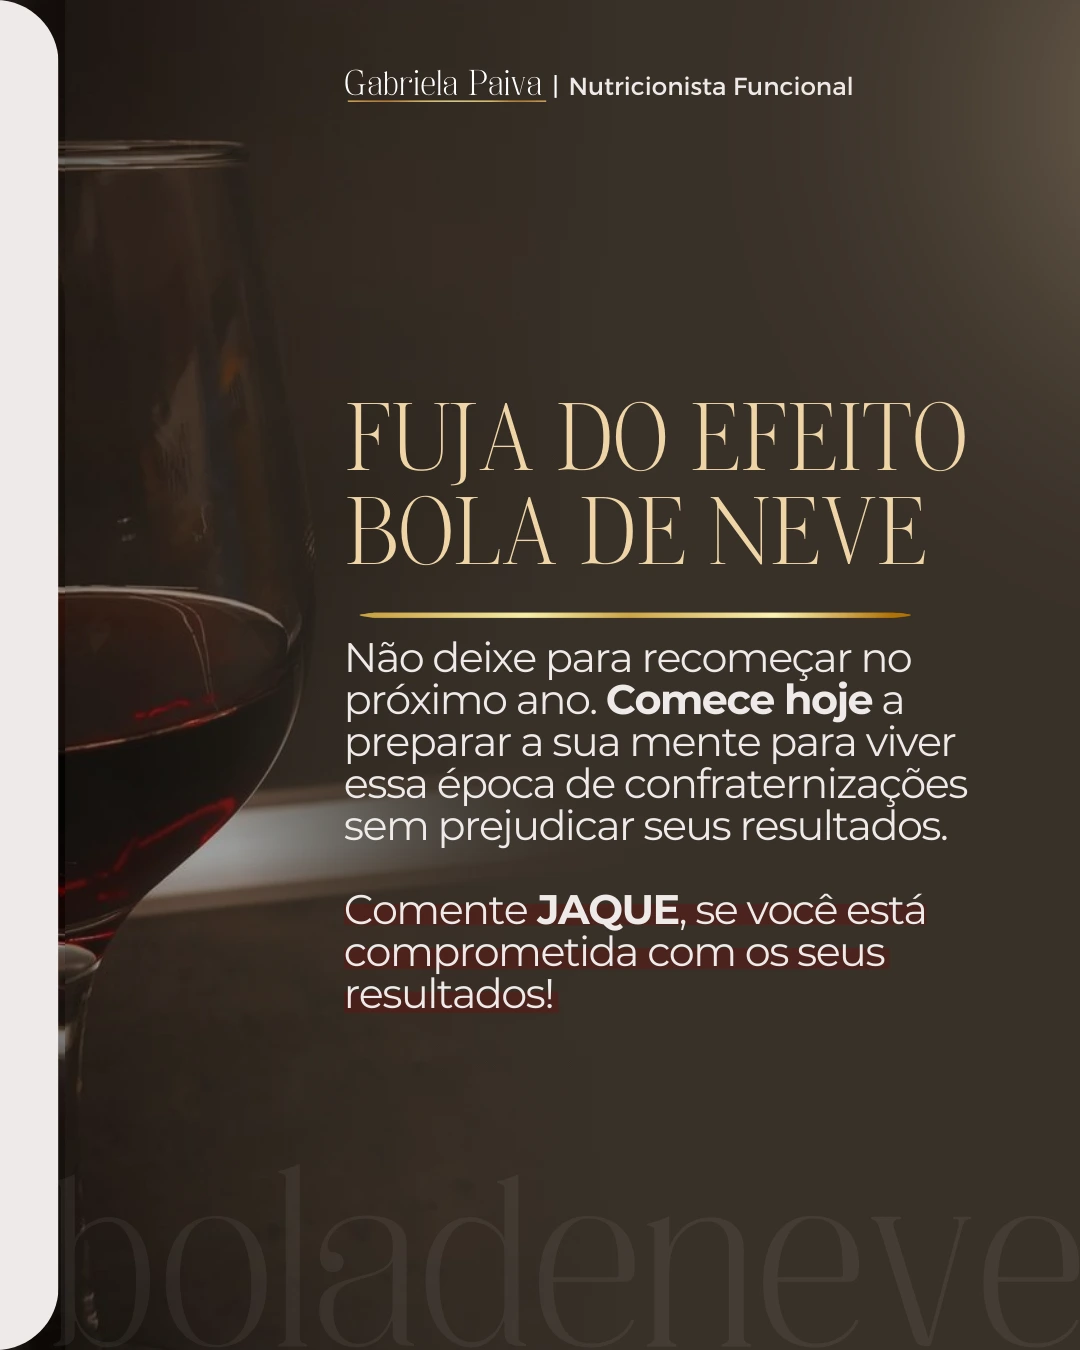 Gabriela Paiva | Nutricionista Funcional
FUJA DO EFEITO
BOLA DE NEVE
Não deixe para recomeçar no
próximo ano. Comece hoje a
preparar a sua mente para viver
essa época de confraternizações
sem prejudicar seus resultados.
Comente JAQUE, se você está
comprometida com os seus
resultados!
boladeneve